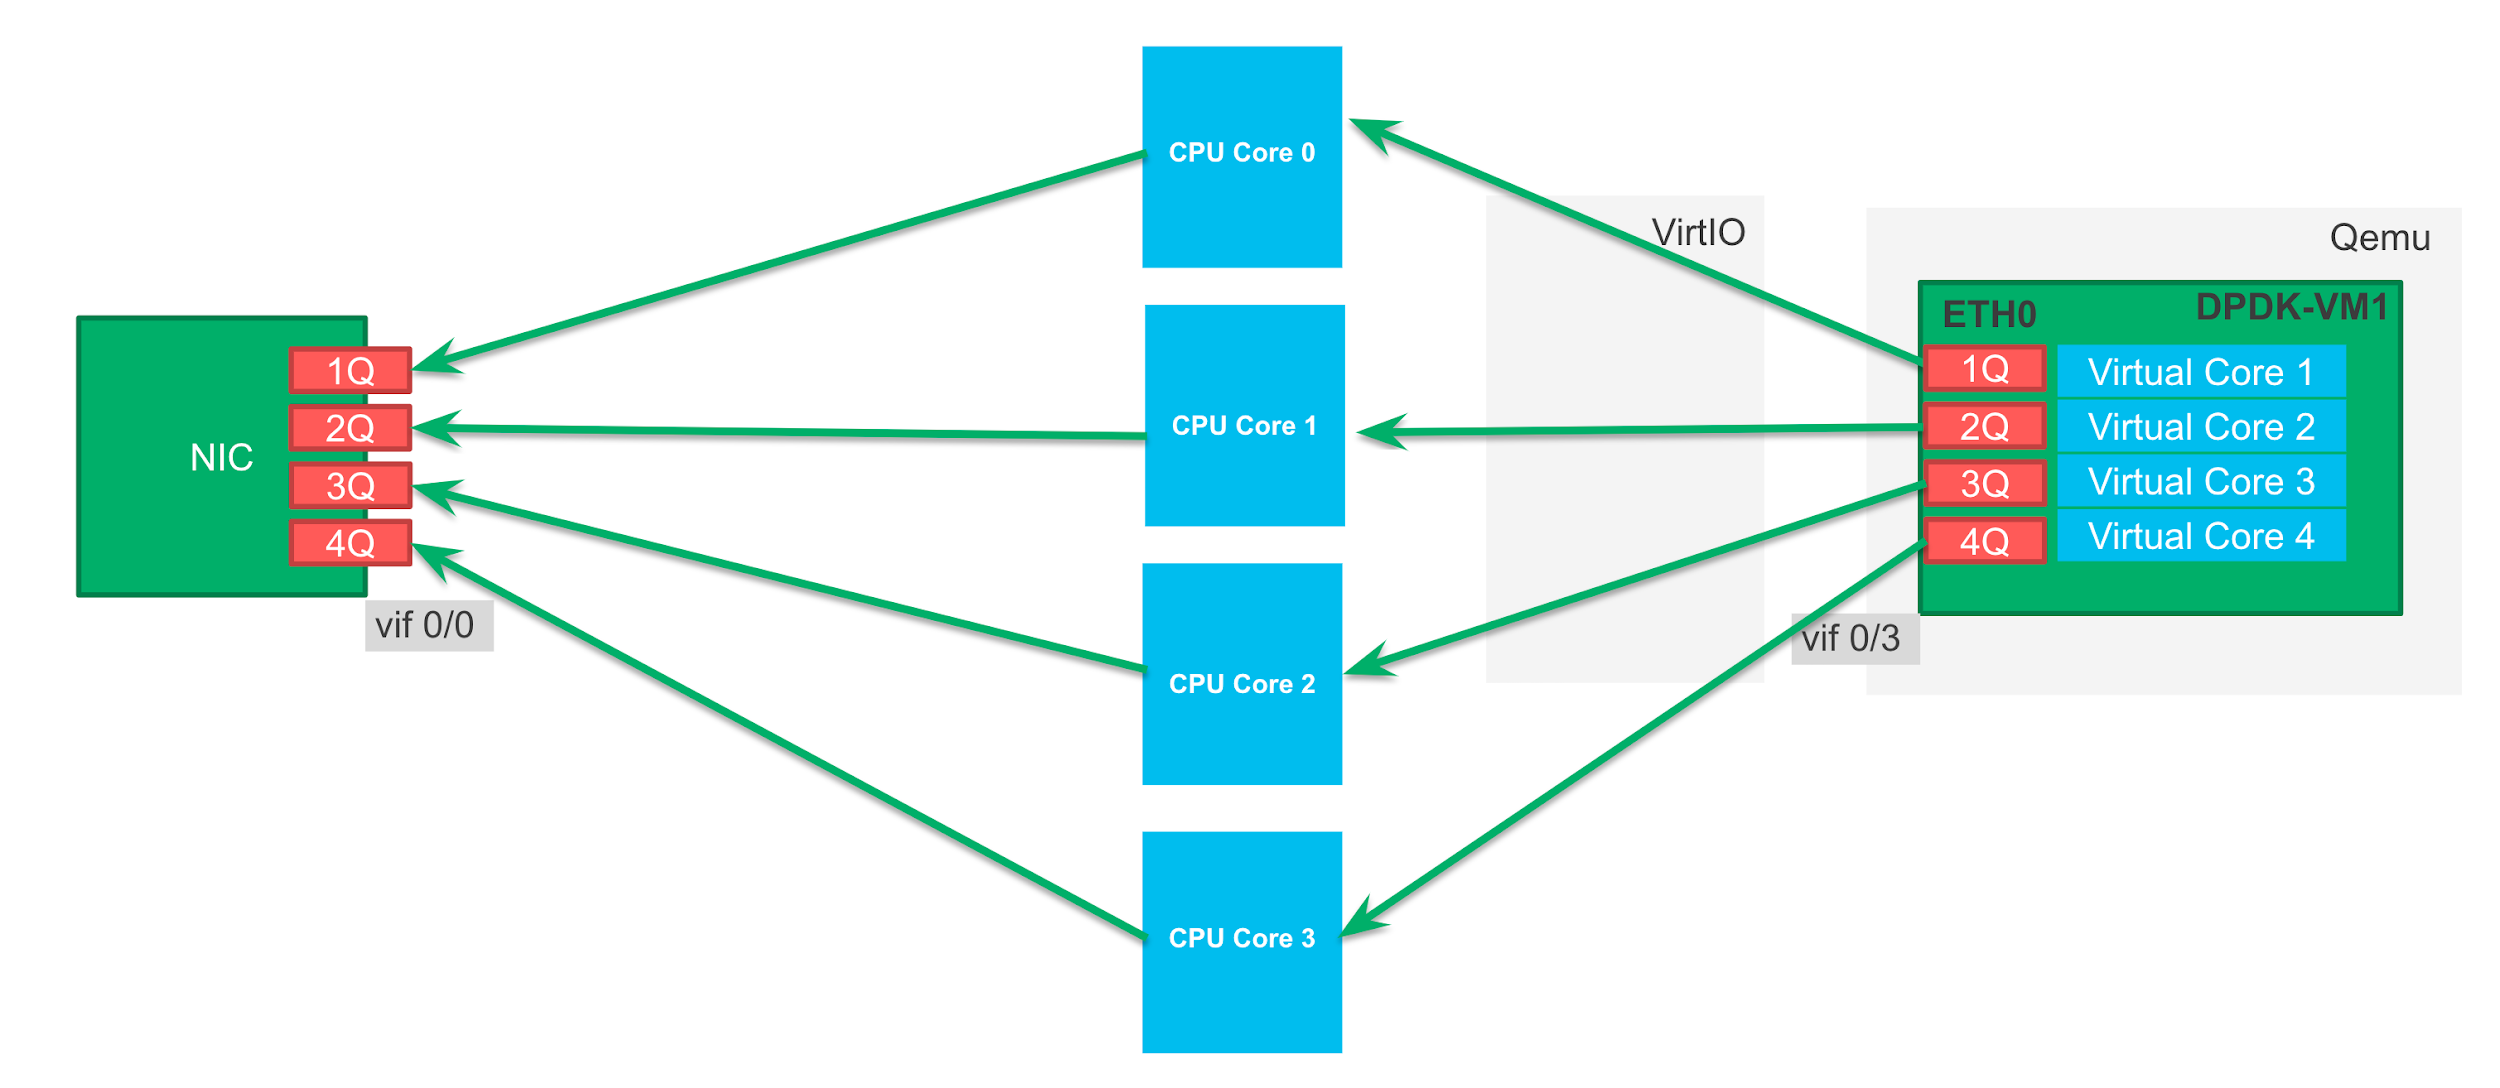 NIC
1Q
2Q
3Q
4Q
vif 0/0
CPU Core 0
CPU Core 1
CPU Core 2
CPU Core 3
VirtIO
Qemu
ETH0
DPDK-VM1
1Q
Virtual Core 1
2Q
Virtual Core 2
3Q
Virtual Core 3
4Q
Virtual Core 4
vif 0/3